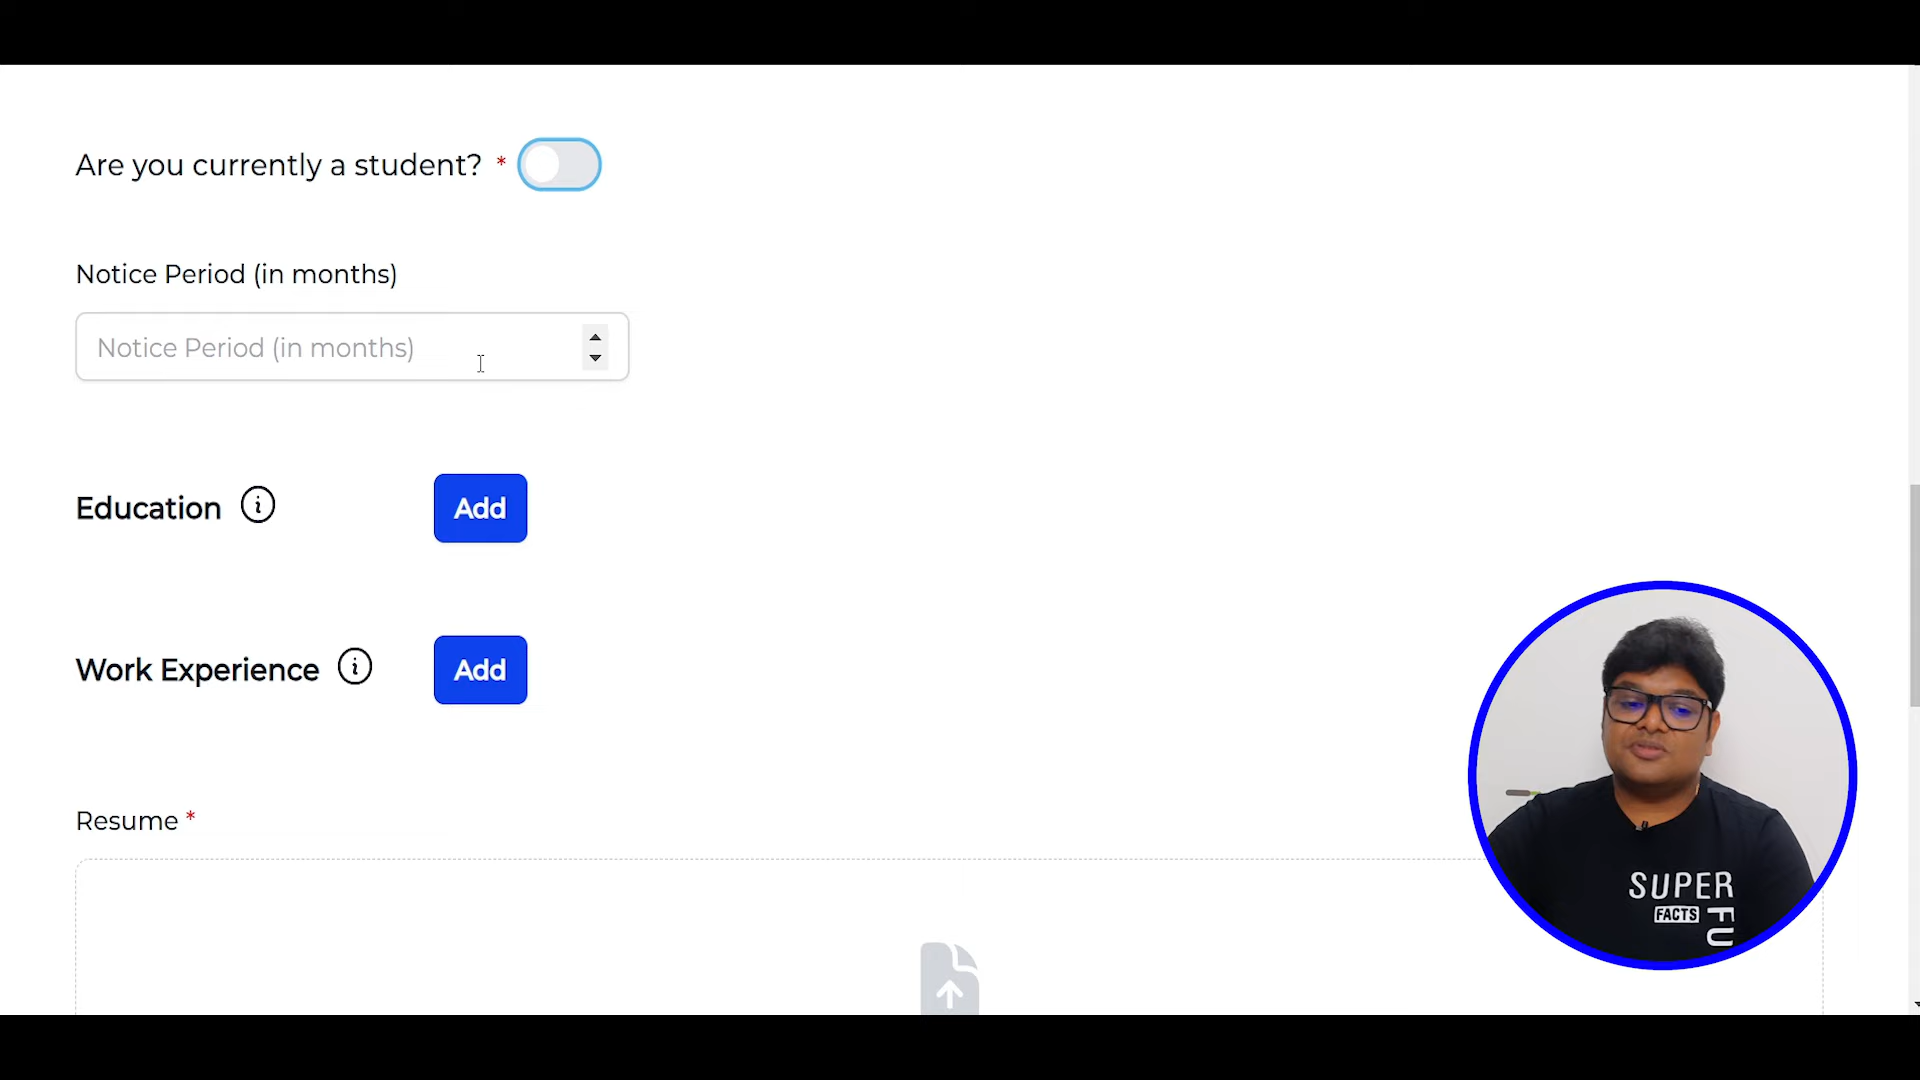 Are you currently a student? *
Notice Period (in months)
Notice Period (in months)
Education i Add
Work Experience i Add
Resume *
SUPER
FACTS FU